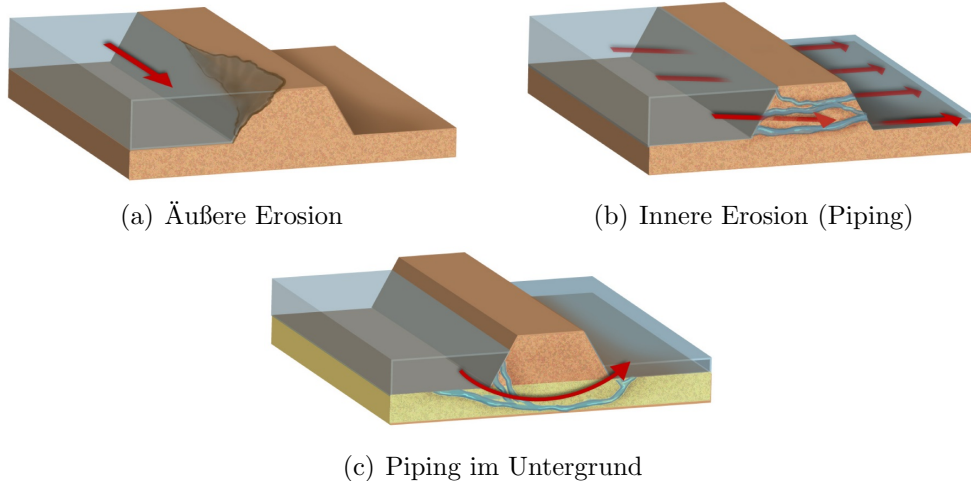 (a) Äußere Erosion
(b) Innere Erosion (Piping)
(c) Piping im Untergrund